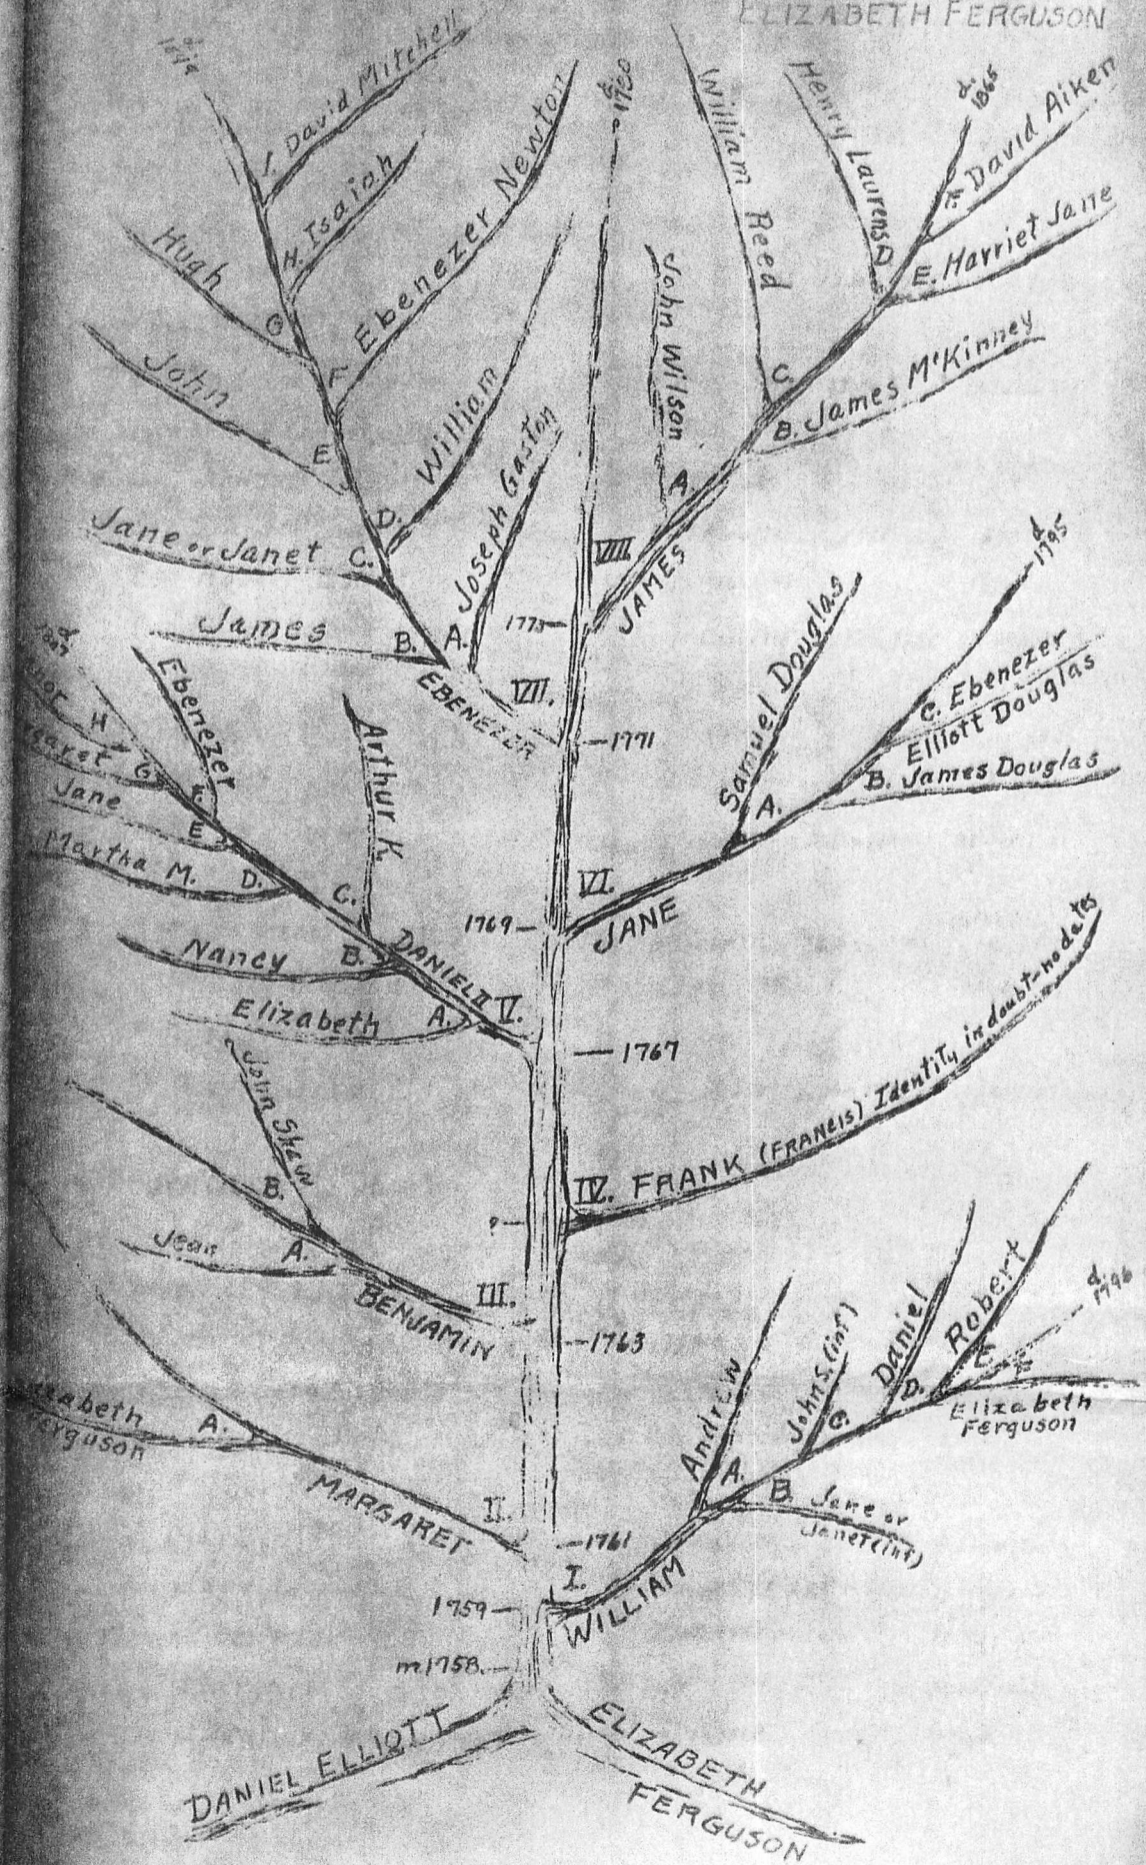 ELIZABETH FERGUSON
I. David Mitchell
H. Isaiah
Hugh
G
F Ebenezer Newton
John
E
D. William
Jane or Janet C.
James B.
A. Joseph Gaston
EBENEZER
VII.
William Reed
C.
Henry Laurens D
d. 1865
F. David Aiken
E. Harriet Jane
B. James McKinney
John Wilson
A.
VIII
JAMES
1773
1771
d 1795
C. Ebenezer
Elliott Douglas
B. James Douglas
Samuel Douglas
A.
VI.
JANE
1769
H
G
Ebenezer
F.
Jane
E
Martha M. D.
Arthur K.
C.
Nancy B.
Elizabeth A.
DANIEL II V.
1767
IV. FRANK (FRANCIS) Identity in doubt-no dates
?
John Shaw
B.
Jean A.
BENJAMIN
III.
1763
A.
Ferguson
MARGARET
II.
1761
Andrew
A.
B. Jane or
Janet (inf)
John S. (inf)
C.
Daniel
D.
Robert
E
d. 1796
Elizabeth
Ferguson
I.
WILLIAM
1759
m. 1758.
DANIEL ELLIOTT
ELIZABETH
FERGUSON